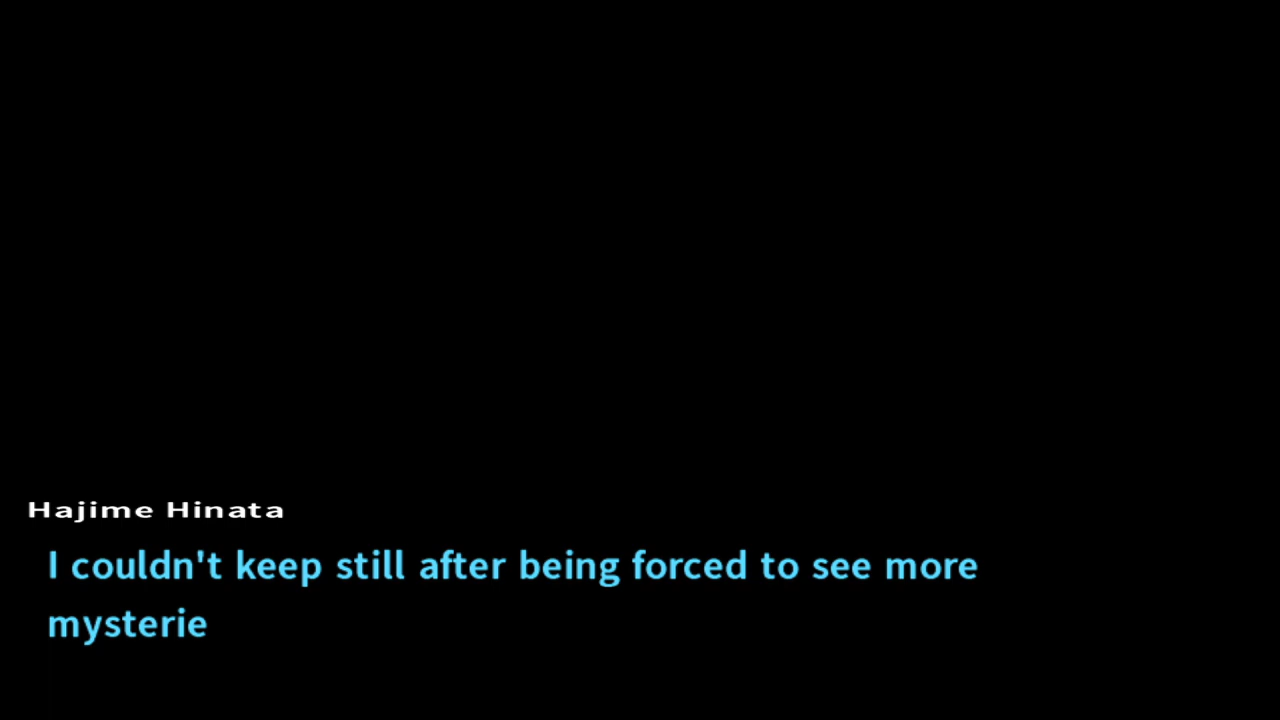 Hajime Hinata
I couldn't keep still after being forced to see more
mysterie